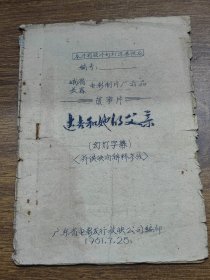 编号:
峨眉
长春 电影制片厂出品
故事片
达吉和她的父亲
(幻灯字幕)
广东省电影发行放映公司编印
1961.7.25.